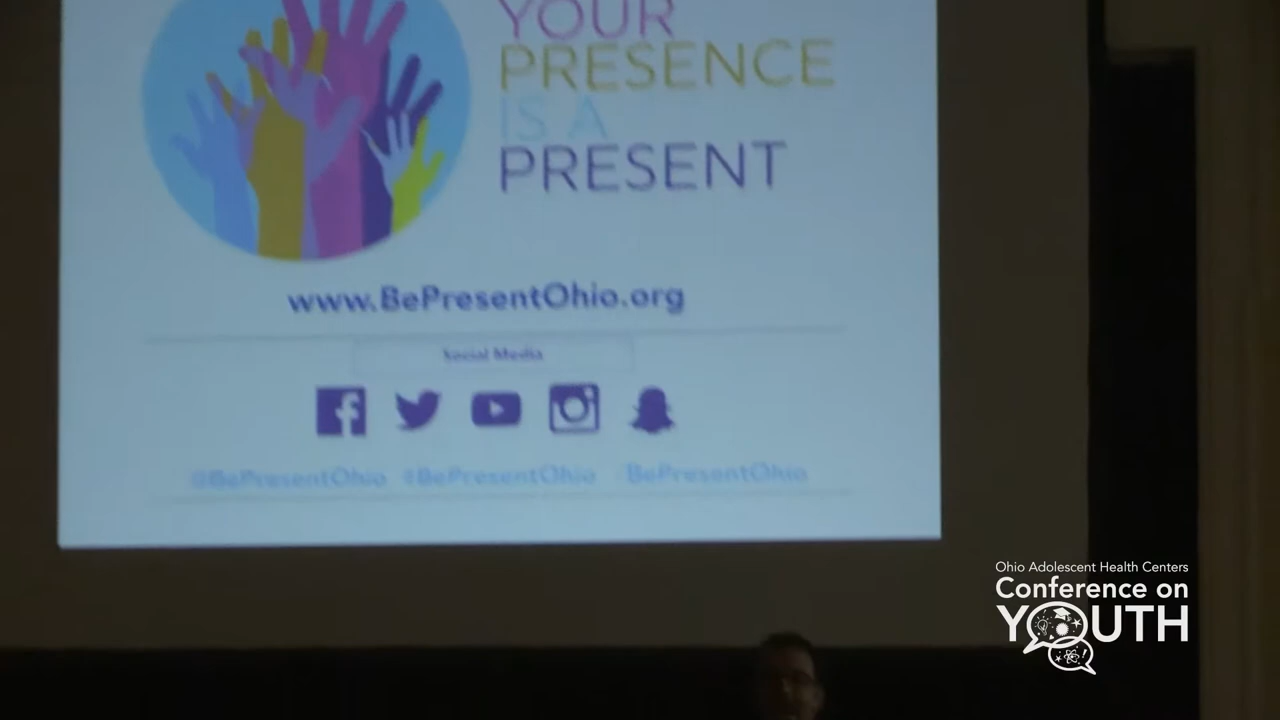 YOUR
PRESENCE
IS A
PRESENT
www.BePresentOhio.org
Social Media
@BePresentOhio #BePresentOhio BePresentOhio
Ohio Adolescent Health Centers
Conference on
YOUTH